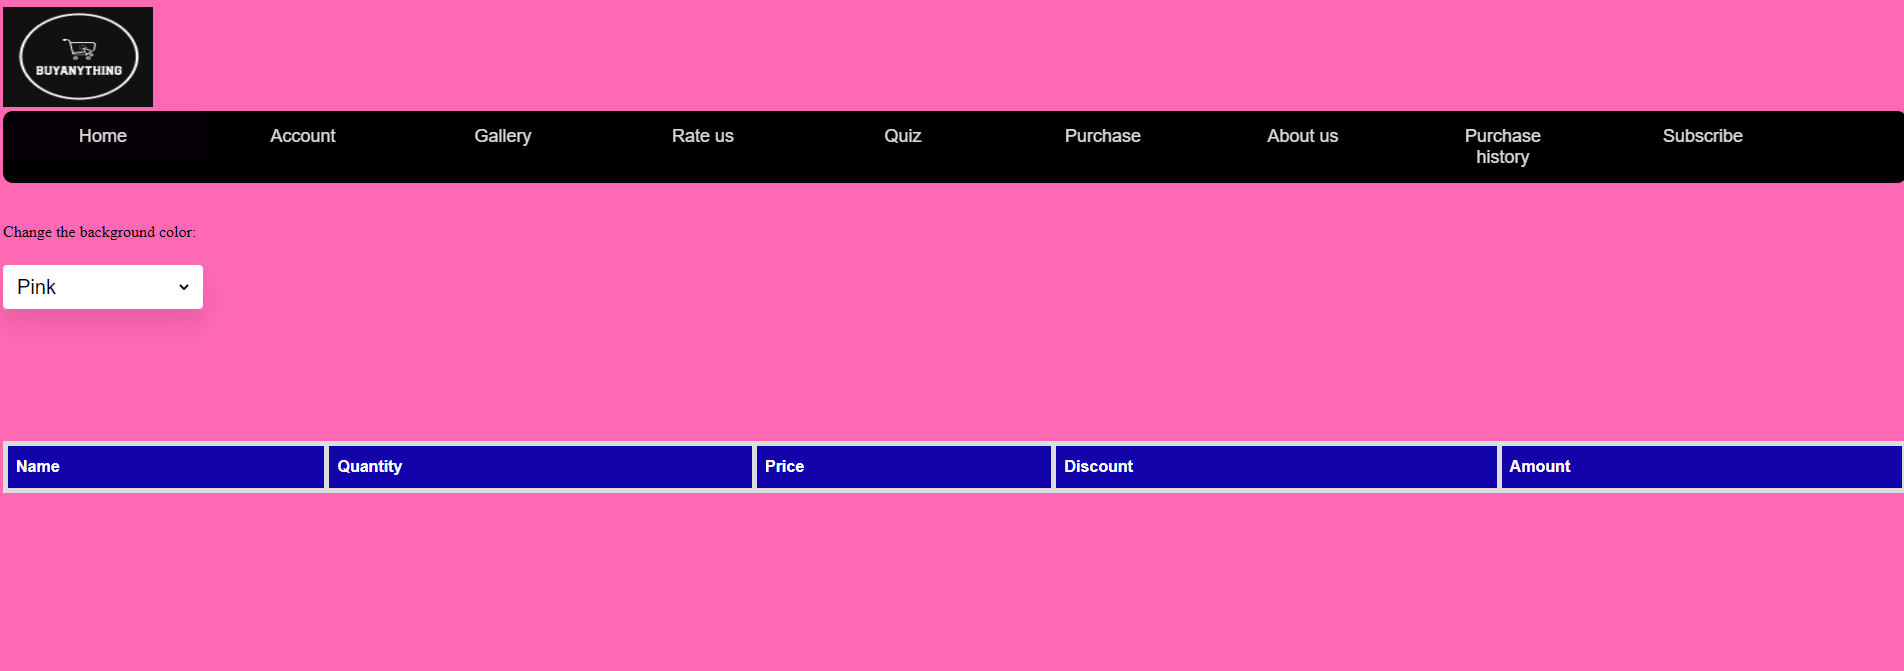 BUYANYTHING
Home Account Gallery Rate us Quiz Purchase About us Purchase history Subscribe
Change the background color:
Pink
Name Quantity Price Discount Amount